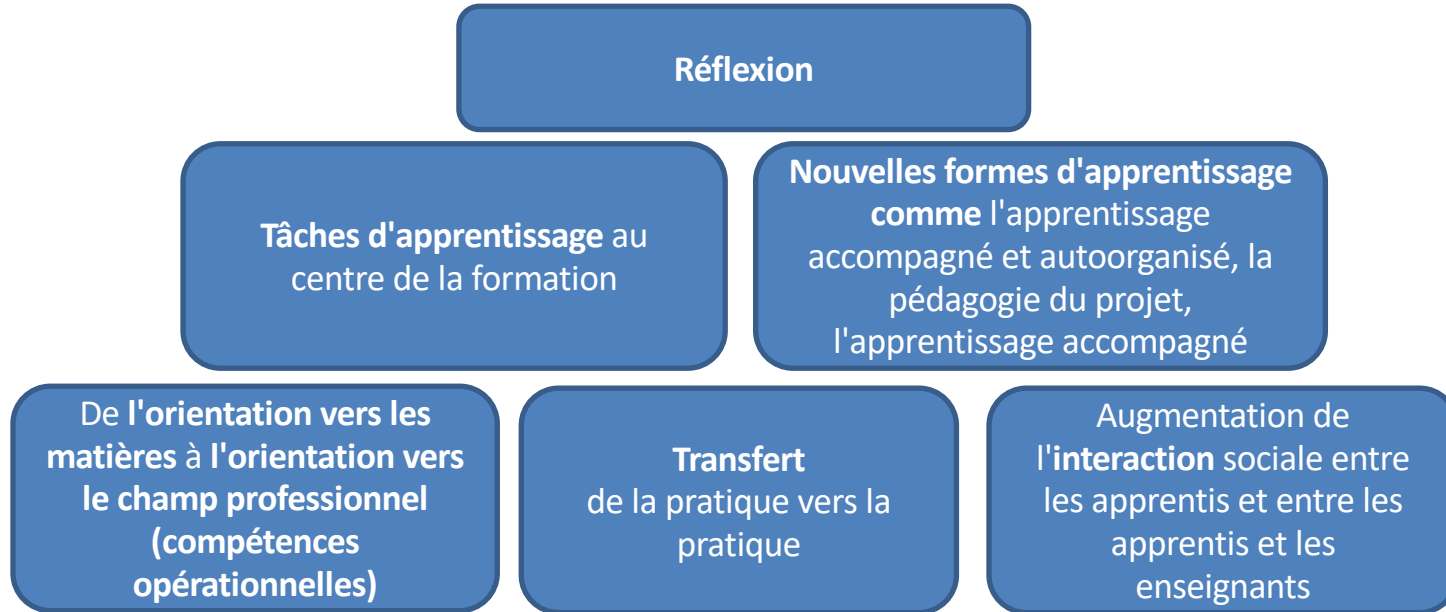 Réflexion
Tâches d'apprentissage au
centre de la formation
Nouvelles formes d'apprentissage
comme l'apprentissage
accompagné et autoorganisé, la
pédagogie du projet,
l'apprentissage accompagné
De l'orientation vers les
matières à l'orientation vers
le champ professionnel
(compétences
opérationnelles)
Transfert
de la pratique vers la
pratique
Augmentation de
l'interaction sociale entre
les apprentis et entre les
apprentis et les
enseignants